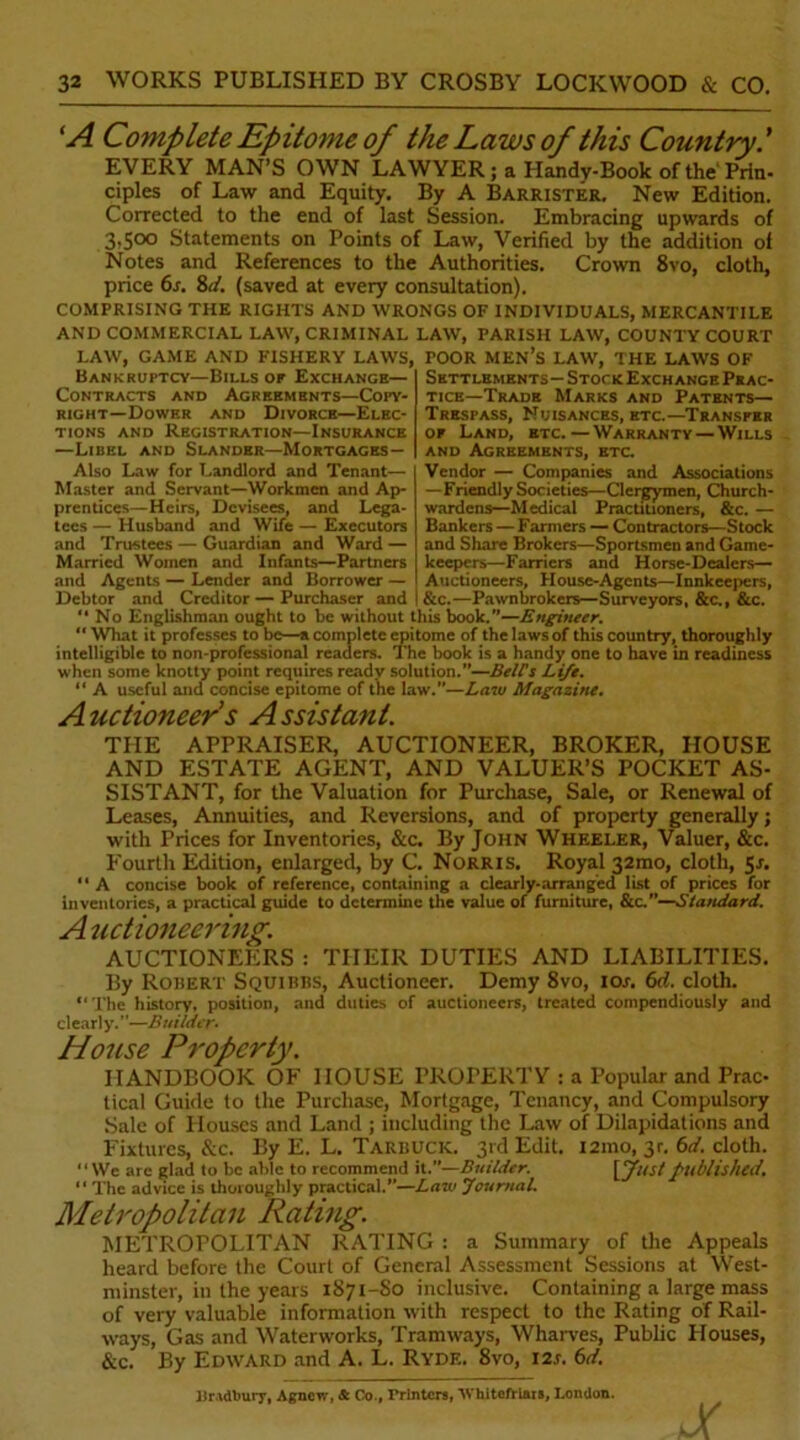 32 WORKS PUBLISHED BY CROSBY LOCKWOOD & CO.
‘A Complete Epitome of the Laws of this Country.’
EVERY MAN’S OWN LAWYER; a Handy-Book of the Prin-
ciples of Law and Equity. By A BARRISTER. New Edition.
Corrected to the end of last Session. Embracing upwards of
3,500 Statements on Points of Law, Verified by the addition of
Notes and References to the Authorities. Crown 8vo, cloth,
price 6s. 8d. (saved at every consultation).
COMPRISING THE RIGHTS AND WRONGS OF INDIVIDUALS, MERCANTILE
AND COMMERCIAL LAW, CRIMINAL LAW, PARISH LAW, COUNTY COURT
LAW, GAME AND FISHERY LAWS, POOR MEN’S LAW, THE LAWS OF
BANKRUPTCY—BILLS OF EXCHANGE—
CONTRACTS AND AGREEMENTS—COPY-
RIGHT—DOWER AND DIVORCE—ELEC-
TIONS AND REGISTRATION—INSURANCE
—LIBEL AND SLANDER—MORTGAGES—
SETTLEMENTS—STOCK EXCHANGE PRAC-
TICE—TRADE MARKS AND PATENTS—
TRESPASS, NUISANCES, ETC.—TRANSFER
OF LAND, ETC.—WARRANTY—WILLS
AND AGREEMENTS, ETC.
Also Law for Landlord and Tenant—
Master and Servant—Workmen and Ap-
prentices—Heirs, Devisees, and Lega-
tees — Husband and Wife — Executors
and Trustees — Guardian and Ward —
Married Women and Infants—Partners
and Agents — Lender and Borrower —
Debtor and Creditor — Purchaser and
Vendor — Companies and Associations
—Friendly Societies—Clergymen, Church-
wardens—Medical Practitioners, &c. —
Bankers — Farmers — Contractors—Stock
and Share Brokers—Sportsmen and Game-
keepers—Farriers and Horse-Dealers—
Auctioneers, House-Agents—Innkeepers,
&c.—Pawnbrokers—Surveyors, &c., &c.
“ No Englishman ought to be without this book.”—Engineer.
“ What it professes to be—a complete epitome of the laws of this country, thoroughly
intelligible to non-professional readers. The book is a handy one to have in readiness
when some knotty point requires ready solution.”—Bell’s Life.
“ A useful and concise epitome of the law.”—Law Magazine.
Auctioneer’s Assistant.
THE APPRAISER, AUCTIONEER, BROKER, HOUSE
AND ESTATE AGENT, AND VALUER’S POCKET AS-
SISTANT, for the Valuation for Purchase, Sale, or Renewal of
Leases, Annuities, and Reversions, and of property generally;
with Prices for Inventories, &c. By JOHN WHEELER, Valuer, &c.
Fourth Edition, enlarged, by C. NORRIS. Royal 32mo, cloth, 5s.
“ A concise book of reference, containing a clearly-arranged list of prices for
inventories, a practical guide to determine the value of furniture, &c.”—Standard.
Auctioneering.
AUCTIONEERS : THEIR DUTIES AND LIABILITIES.
By ROBERT SQUIBBS, Auctioneer. Demy 8vo, 10s. 6d. cloth.
“The history, position, and duties of auctioneers, treated compendiously and
clearly.”—Builder.
House Property.
HANDBOOK OF HOUSE PROPERTY : a Popular and Prac-
tical Guide to the Purchase, Mortgage, Tenancy, and Compulsory
Sale of Houses and Land ; including the Law of Dilapidations and
Fixtures, &c. By E. L. TARBUCK. 3rd Edit. 12mo, 3r. 6d. cloth.
“We are glad to be able to recommend it.”—Builder. [Just published.
“ The advice is thoroughly practical.”—Law Journal.
Metropolitan Rating.
METROPOLITAN RATING : a Summary of the Appeals
heard before the Court of General Assessment Sessions at West-
minster, in the years 1871-80 inclusive. Containing a large mass
of very valuable information with respect to the Rating of Rail-
ways, Gas and Waterworks, Tramways, Wharves, Public Houses,
&c. By EDWARD and A. L. RYDE. 8vo, 12s. 6d.
Bradbury, Agnew, & Co., Printers, Whitefriars, London.